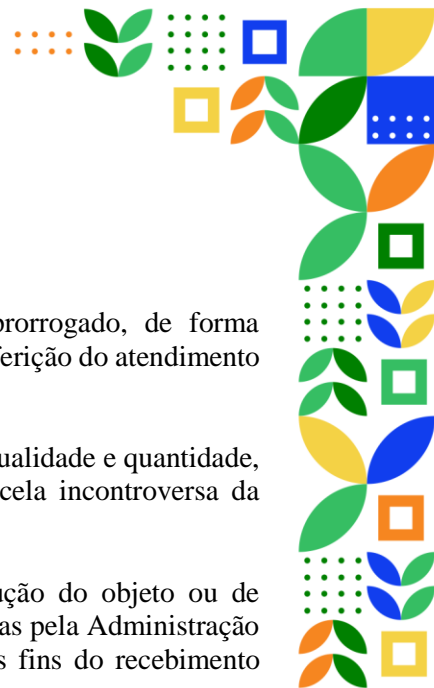 prorrogado, de forma
ferição do atendimento
ualidade e quantidade,
cela incontroversa da
ução do objeto ou de
as pela Administração
s fins do recebimento